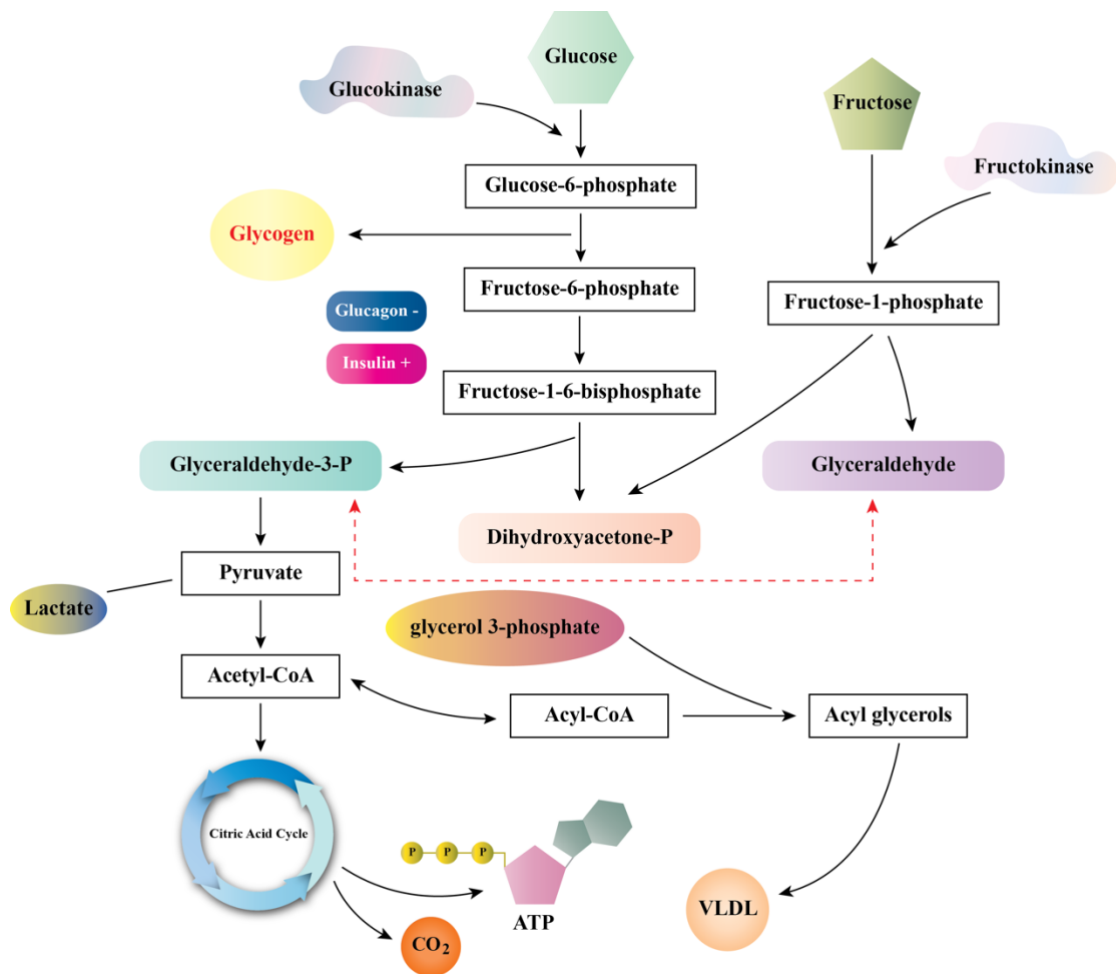 Glucose
Glucokinase
Fructose
Fructokinase
Glucose-6-phosphate
Glycogen
Fructose-6-phosphate
Fructose-1-phosphate
Glucagon -
Insulin +
Fructose-1-6-bisphosphate
Glyceraldehyde-3-P
Glyceraldehyde
Dihydroxyacetone-P
Pyruvate
Lactate
glycerol 3-phosphate
Acetyl-CoA
Acyl-CoA
Acyl glycerols
Citric Acid Cycle
P P P
ATP
VLDL
CO₂